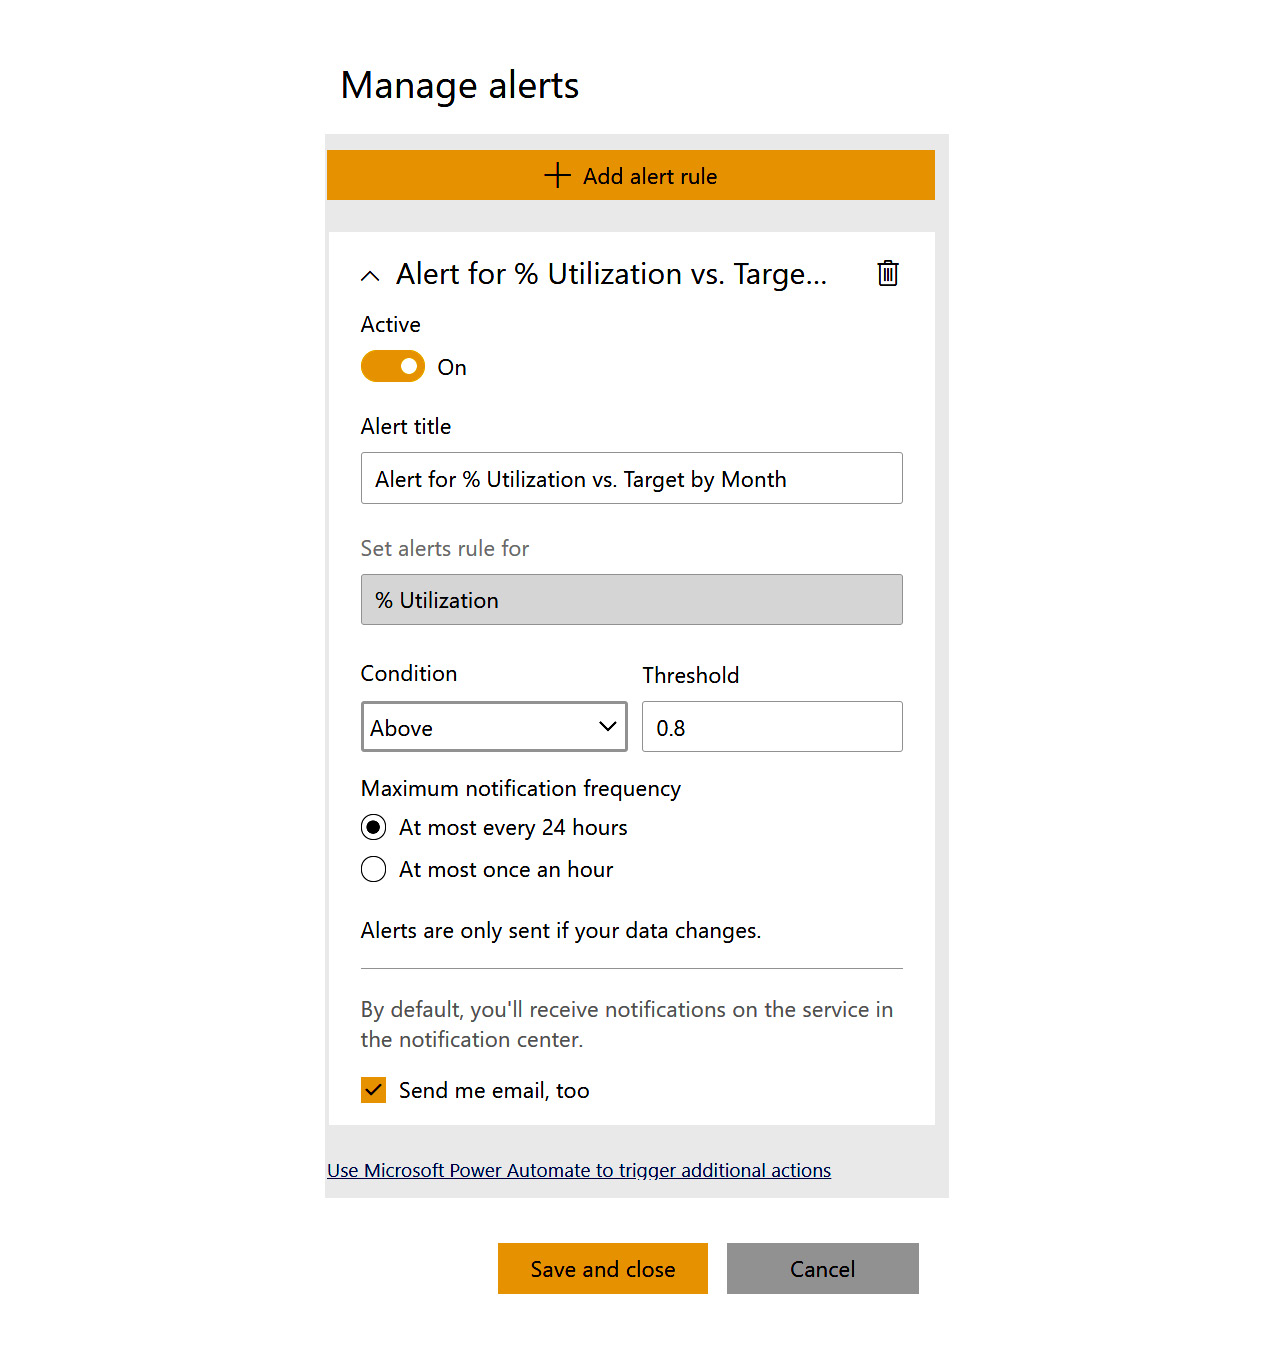 Manage alerts
Add alert rule
Alert for % Utilization vs. Targe...
Active
On
Alert title
Alert for % Utilization vs. Target by Month
Set alerts rule for
% Utilization
Condition
Threshold
Above
0.8
Maximum notification frequency
At most every 24 hours
At most once an hour
Alerts are only sent if your data changes.
By default, you'll receive notifications on the service in
the notification center.
Send me email, too
Use Microsoft Power Automate to trigger additional actions
Save and close
Cancel